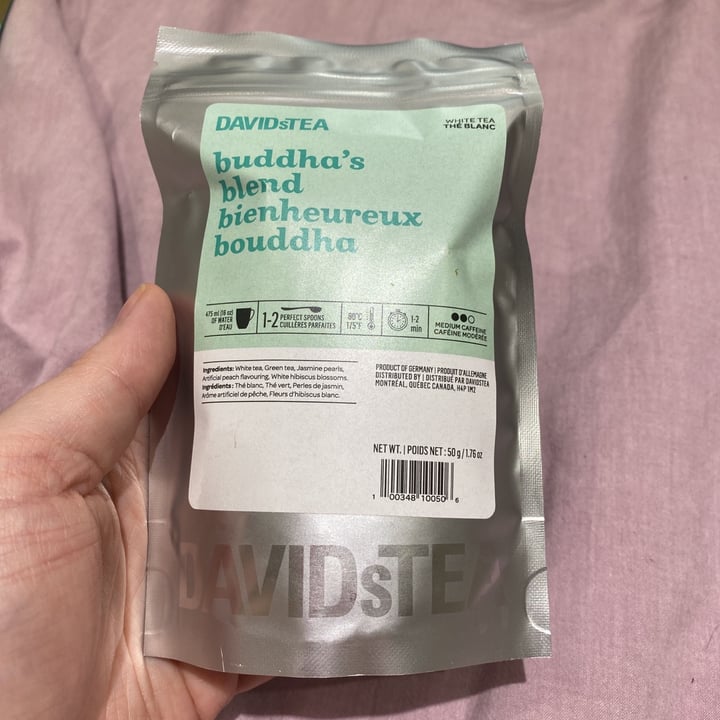 DAVIDsTEA
WHITE TEA
THÉ BLANC
buddha's
blend
bienheureux
bouddha
475 ml (16 oz)
OF WATER
D'EAU
1-2 PERFECT SPOONS
CUILLÈRES PARFAITES
80°C
175°F
1-2
min
MEDIUM CAFFEINE
CAFÉINE MODÉRÉE
Ingredients: White tea, Green tea, Jasmine pearls,
Artificial peach flavouring, White hibiscus blossoms.
Ingrédients: Thé blanc, Thé vert, Perles de jasmin,
Arôme artificiel de pêche, Fleurs d'hibiscus blanc.
PRODUCT OF GERMANY | PRODUIT D'ALLEMAGNE
DISTRIBUTED BY | DISTRIBUÉ PAR DAVIDSTEA
MONTRÉAL, QUÉBEC CANADA, H4P 1M2
NET WT. | POIDS NET : 50 g / 1.76 oz
1 00348 10050 6
DAVIDsTEA